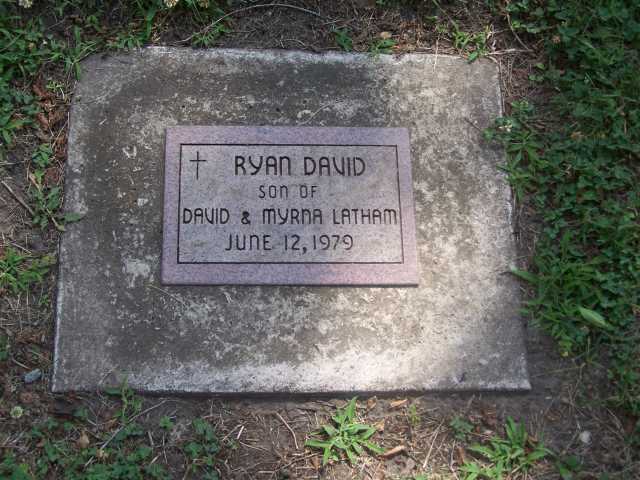 RYAN DAVID
SON OF
DAVID & MYRNA LATHAM
JUNE 12, 1979